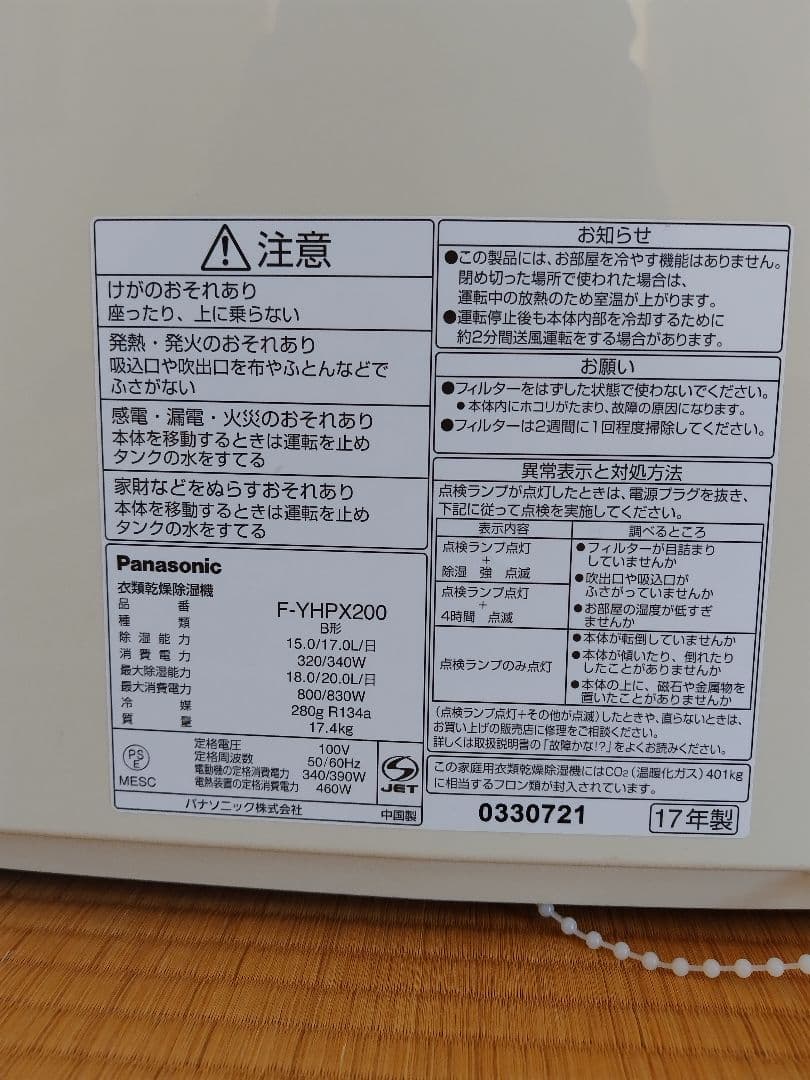 注意
けがのおそれあり
座ったり、上に乗らない
発熱・発火のおそれあり
吸込口や吹出口を布やふとんなどで
ふさがない
感電・漏電・火災のおそれあり
本体を移動するときは運転を止め
タンクの水をすてる
家財などをぬらすおそれあり
本体を移動するときは運転を止め
タンクの水をすてる
Panasonic
衣類乾燥除湿機
品番 F-YHPX200
種類 B形
除湿能力 15.0/17.0L/日
消費電力 320/340W
最大除湿能力 18.0/20.0L/日
最大消費電力 800/830W
冷媒 280g R134a
質量 17.4kg
PS
E
MESC
定格電圧 100V
定格周波数 50/60Hz
電動機の定格消費電力 340/390W
電熱装置の定格消費電力 460W
JET
パナソニック株式会社 中国製
お知らせ
●この製品には、お部屋を冷やす機能はありません。
閉め切った場所で使われた場合は、
運転中の放熱のため室温が上がります。
●運転停止後も本体内部を冷却するために
約2分間送風運転をする場合があります。
お願い
●フィルターをはずした状態で使わないでください。
●本体内にホコリがたまり、故障の原因になります。
●フィルターは2週間に1回程度掃除してください。
異常表示と対処方法
点検ランプが点灯したときは、電源プラグを抜き、
下記に従って点検を実施してください。
表示内容 調べるところ
点検ランプ点灯
+
除湿 強 点滅
点検ランプ点灯
+
4時間 点滅
●フィルターが目詰まり
していませんか
●吹出口や吸込口が
ふさがっていませんか
●お部屋の湿度が低すぎ
ませんか
点検ランプのみ点灯
●本体が転倒していませんか
●本体が傾いたり、倒れたり
したことがありませんか
●本体の上に、磁石や金属物を
置いたことがありませんか
(点検ランプ点灯+その他が点滅)したときや、直らないときは、
お買い上げの販売店に修理をご相談ください。
詳しくは取扱説明書の「故障かな!?」をよくお読みください。
この家庭用衣類乾燥除湿機にはCO₂(温暖化ガス)401kg
に相当するフロン類が封入されています。
0330721 17年製